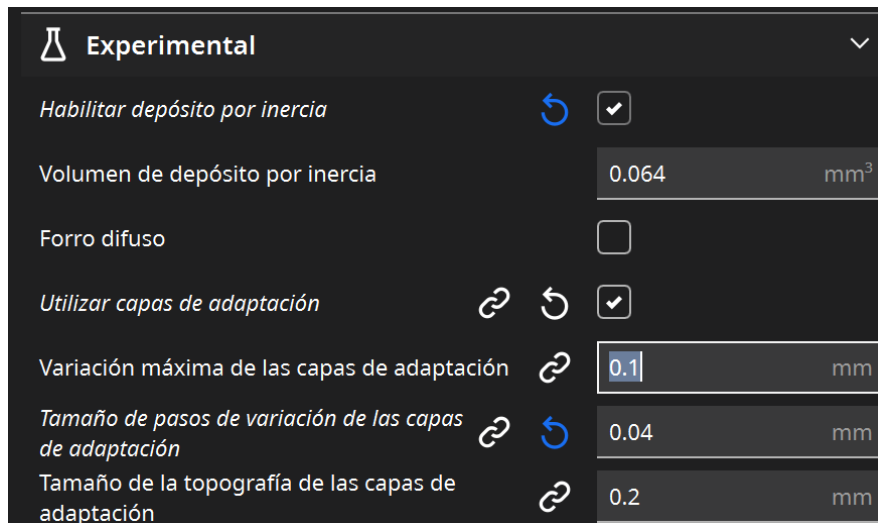 Experimental
Habilitar depósito por inercia
Volumen de depósito por inercia 0.064 mm³
Forro difuso
Utilizar capas de adaptación
Variación máxima de las capas de adaptación 0.1 mm
Tamaño de pasos de variación de las capas
de adaptación 0.04 mm
Tamaño de la topografía de las capas de
adaptación 0.2 mm